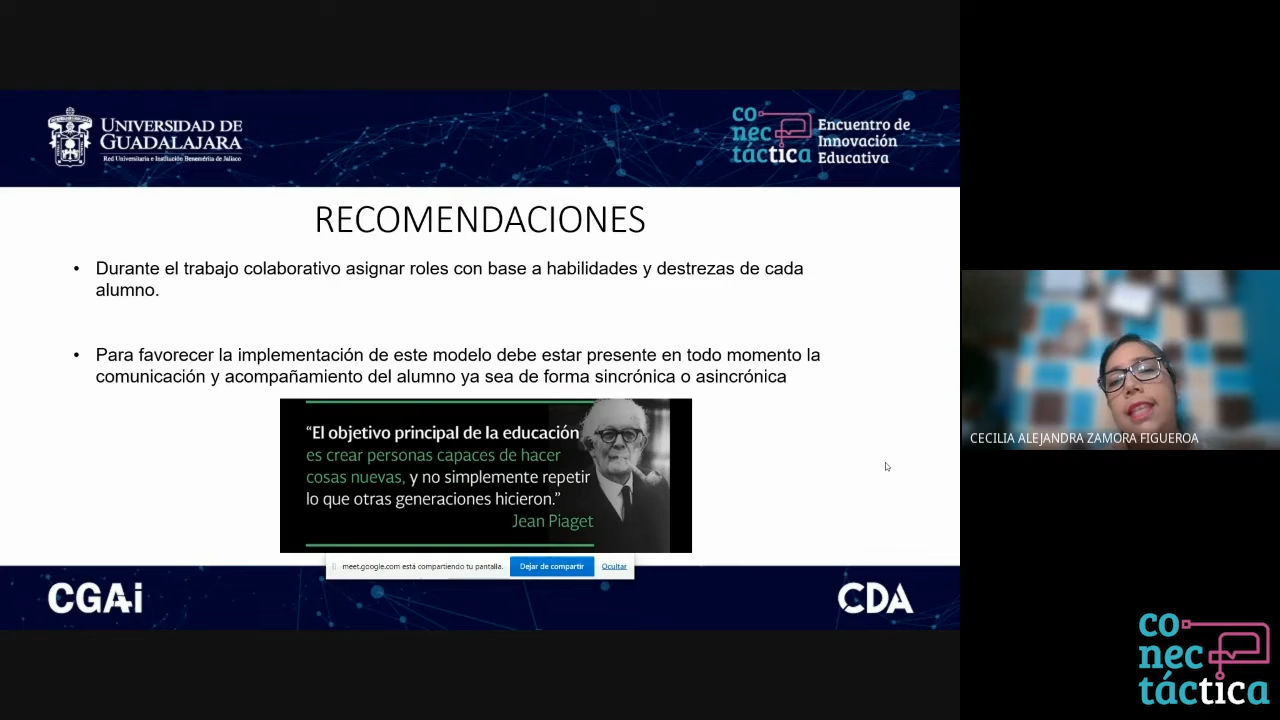 UNIVERSIDAD DE
GUADALAJARA
Red Universitaria e Institución Benemérita de Jalisco
co
nec
táctica
Encuentro de
Innovación
Educativa
RECOMENDACIONES
• Durante el trabajo colaborativo asignar roles con base a habilidades y destrezas de cada
alumno.
• Para favorecer la implementación de este modelo debe estar presente en todo momento la
comunicación y acompañamiento del alumno ya sea de forma sincrónica o asincrónica
“El objetivo principal de la educación
es crear personas capaces de hacer
cosas nuevas, y no simplemente repetir
lo que otras generaciones hicieron.”
Jean Piaget
meet.google.com está compartiendo tu pantalla.
Dejar de compartir
Ocultar
CGAi
CDA
CECILIA ALEJANDRA ZAMORA FIGUEROA
co
nec
táctica